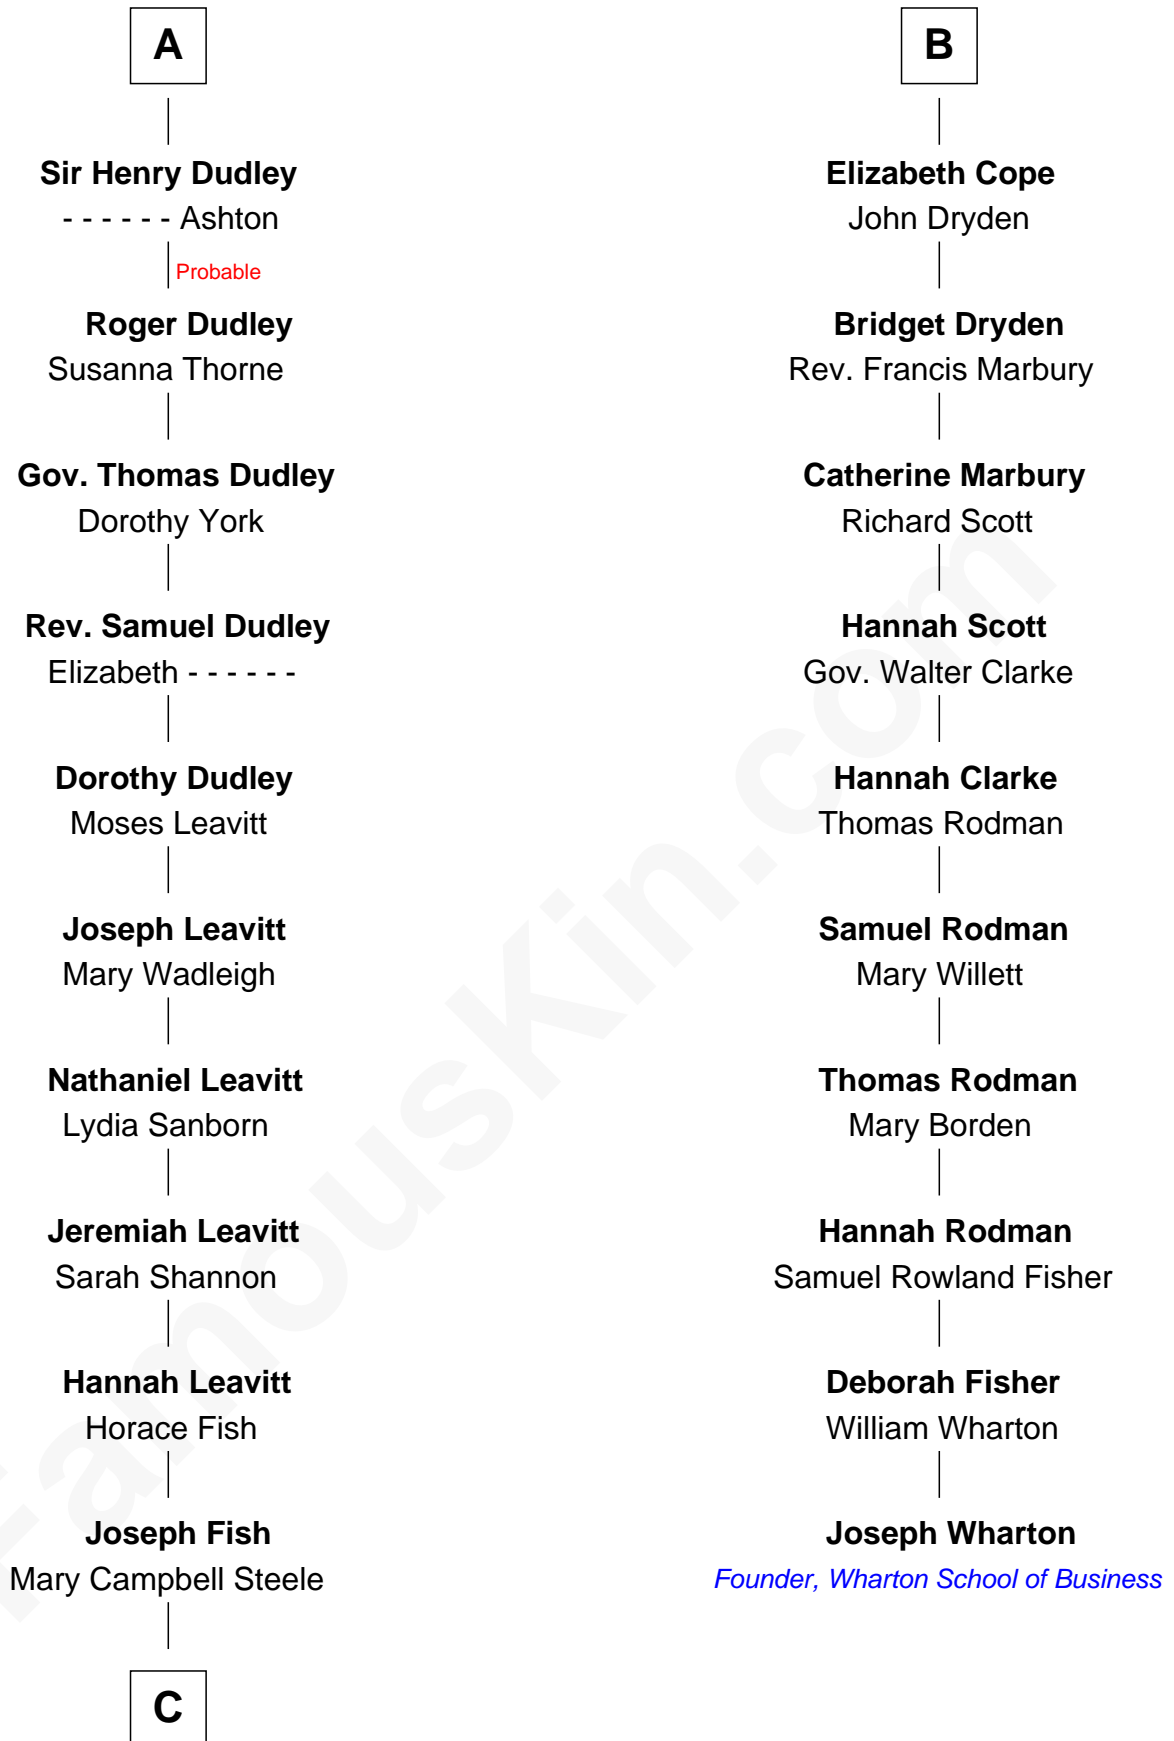 A
Sir Henry Dudley
- - - - - - Ashton
Probable
Roger Dudley
Susanna Thorne
Gov. Thomas Dudley
Dorothy York
Rev. Samuel Dudley
Elizabeth - - - - - -
Dorothy Dudley
Moses Leavitt
Joseph Leavitt
Mary Wadleigh
Nathaniel Leavitt
Lydia Sanborn
Jeremiah Leavitt
Sarah Shannon
Hannah Leavitt
Horace Fish
Joseph Fish
Mary Campbell Steele
C
B
Elizabeth Cope
John Dryden
Bridget Dryden
Rev. Francis Marbury
Catherine Marbury
Richard Scott
Hannah Scott
Gov. Walter Clarke
Hannah Clarke
Thomas Rodman
Samuel Rodman
Mary Willett
Thomas Rodman
Mary Borden
Hannah Rodman
Samuel Rowland Fisher
Deborah Fisher
William Wharton
Joseph Wharton
Founder, Wharton School of Business
FamousKin.com